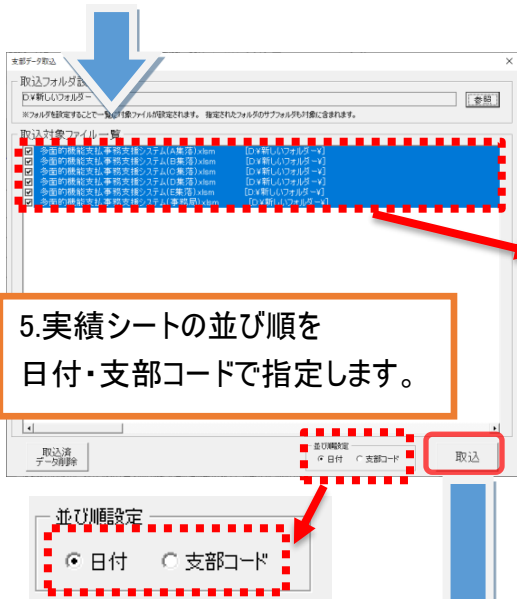 支部データ取込
取込フォルダ設
D:¥新しいフォルダー
参照
※フォルダを設定することで一覧に対象ファイルが設定されます。 指定されたフォルダのサブフォルダも対象に含まれます。
取込対象ファイル一覧
多面的機能支払事務支援システム(A集落).xlsm [D:¥新しいフォルダー¥]
多面的機能支払事務支援システム(B集落).xlsm [D:¥新しいフォルダー¥]
多面的機能支払事務支援システム(C集落).xlsm [D:¥新しいフォルダー¥]
多面的機能支払事務支援システム(D集落).xlsm [D:¥新しいフォルダー¥]
多面的機能支払事務支援システム(E集落).xlsm [D:¥新しいフォルダー¥]
多面的機能支払事務支援システム(事務局).xlsm [D:¥新しいフォルダー¥]
5.実績シートの並び順を
日付・支部コードで指定します。
取込済
データ削除
並び順設定
日付 支部コード
取込
並び順設定
日付 支部コード